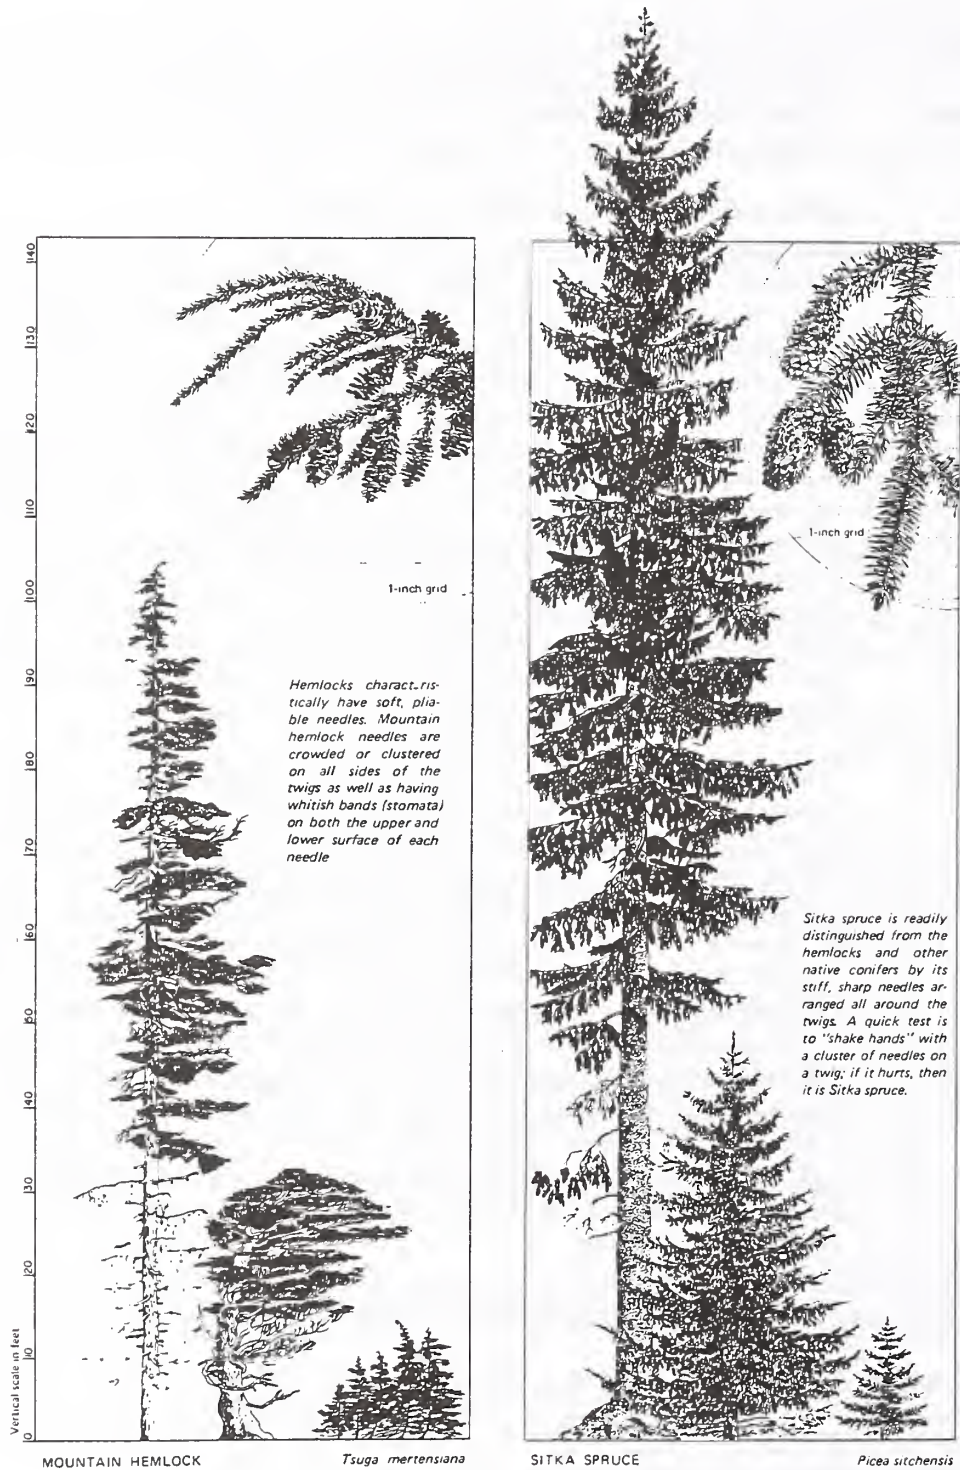 140
130
120
110
100
90
80
70
60
50
40
30
20
10
0
Vertical scale in feet
1-inch grid
Hemlocks charact.ris-
tically have soft, plia-
ble needles. Mountain
hemlock needles are
crowded or clustered
on all sides of the
twigs as well as having
whitish bands (stomata)
on both the upper and
lower surface of each
needle
MOUNTAIN HEMLOCK
Tsuga mertensiana
1-inch grid
Sitka spruce is readily
distinguished from the
hemlocks and other
native conifers by its
stiff, sharp needles ar-
ranged all around the
twigs. A quick test is
to "shake hands" with
a cluster of needles on
a twig; if it hurts, then
it is Sitka spruce.
SITKA SPRUCE
Picea sitchensis